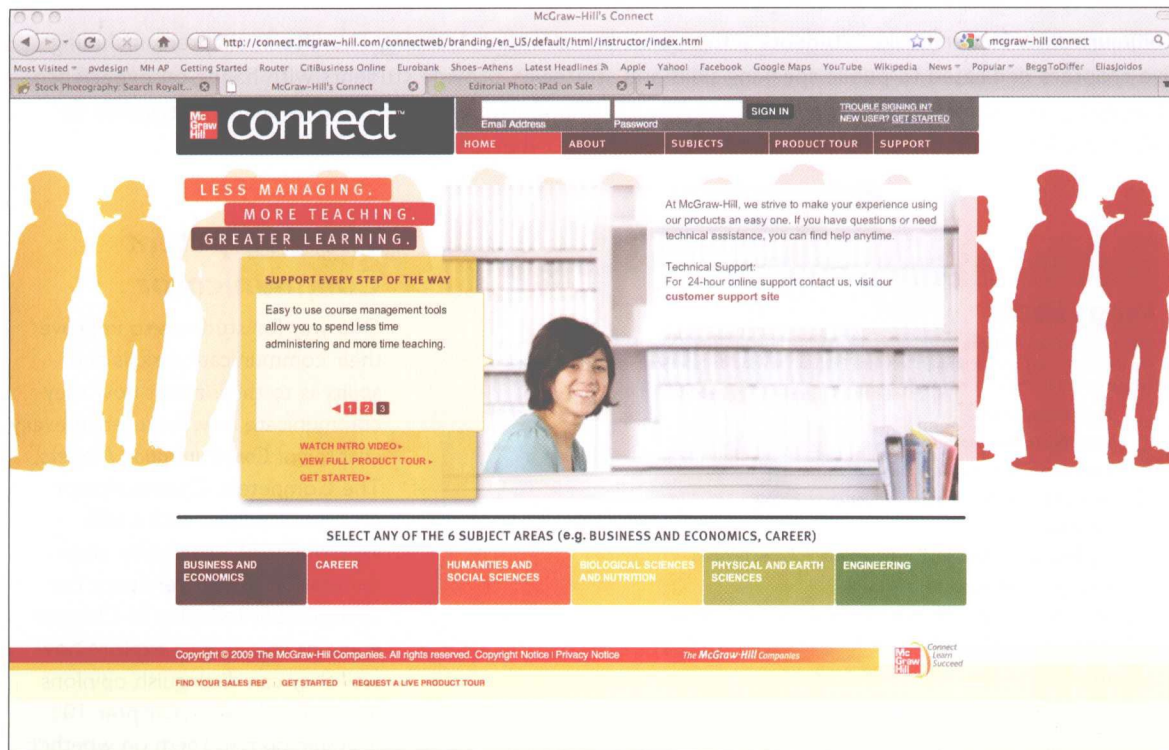 McGraw-Hill's Connect
http://connect.mcgraw-hill.com/connectweb/branding/en_US/default/html/instructor/index.html
mcgraw-hill connect
Most Visited pvdesign MH AP Getting Started Router CitiBusiness Online Eurobank Shoes-Athens Latest Headlines Apple Yahoo! Facebook Google Maps YouTube Wikipedia News Popular BeggToDiffer EliasJoidos
Stock Photography: Search Royalt... McGraw-Hill's Connect Editorial Photo: iPad on Sale +
Mc
Graw
Hill
connect™
Email Address Password
SIGN IN
TROUBLE SIGNING IN?
NEW USER? GET STARTED
HOME ABOUT SUBJECTS PRODUCT TOUR SUPPORT
LESS MANAGING.
MORE TEACHING.
GREATER LEARNING.
SUPPORT EVERY STEP OF THE WAY
Easy to use course management tools
allow you to spend less time
administering and more time teaching.
1 2 3
WATCH INTRO VIDEO
VIEW FULL PRODUCT TOUR
GET STARTED
At McGraw-Hill, we strive to make your experience using
our products an easy one. If you have questions or need
technical assistance, you can find help anytime.
Technical Support:
For 24-hour online support contact us, visit our
customer support site
SELECT ANY OF THE 6 SUBJECT AREAS (e.g. BUSINESS AND ECONOMICS, CAREER)
BUSINESS AND
ECONOMICS
CAREER
HUMANITIES AND
SOCIAL SCIENCES
BIOLOGICAL SCIENCES
AND NUTRITION
PHYSICAL AND EARTH
SCIENCES
ENGINEERING
Copyright © 2009 The McGraw-Hill Companies. All rights reserved. Copyright Notice | Privacy Notice
The McGraw-Hill Companies
Mc
Graw
Hill
Connect
Learn
Succeed
FIND YOUR SALES REP GET STARTED REQUEST A LIVE PRODUCT TOUR